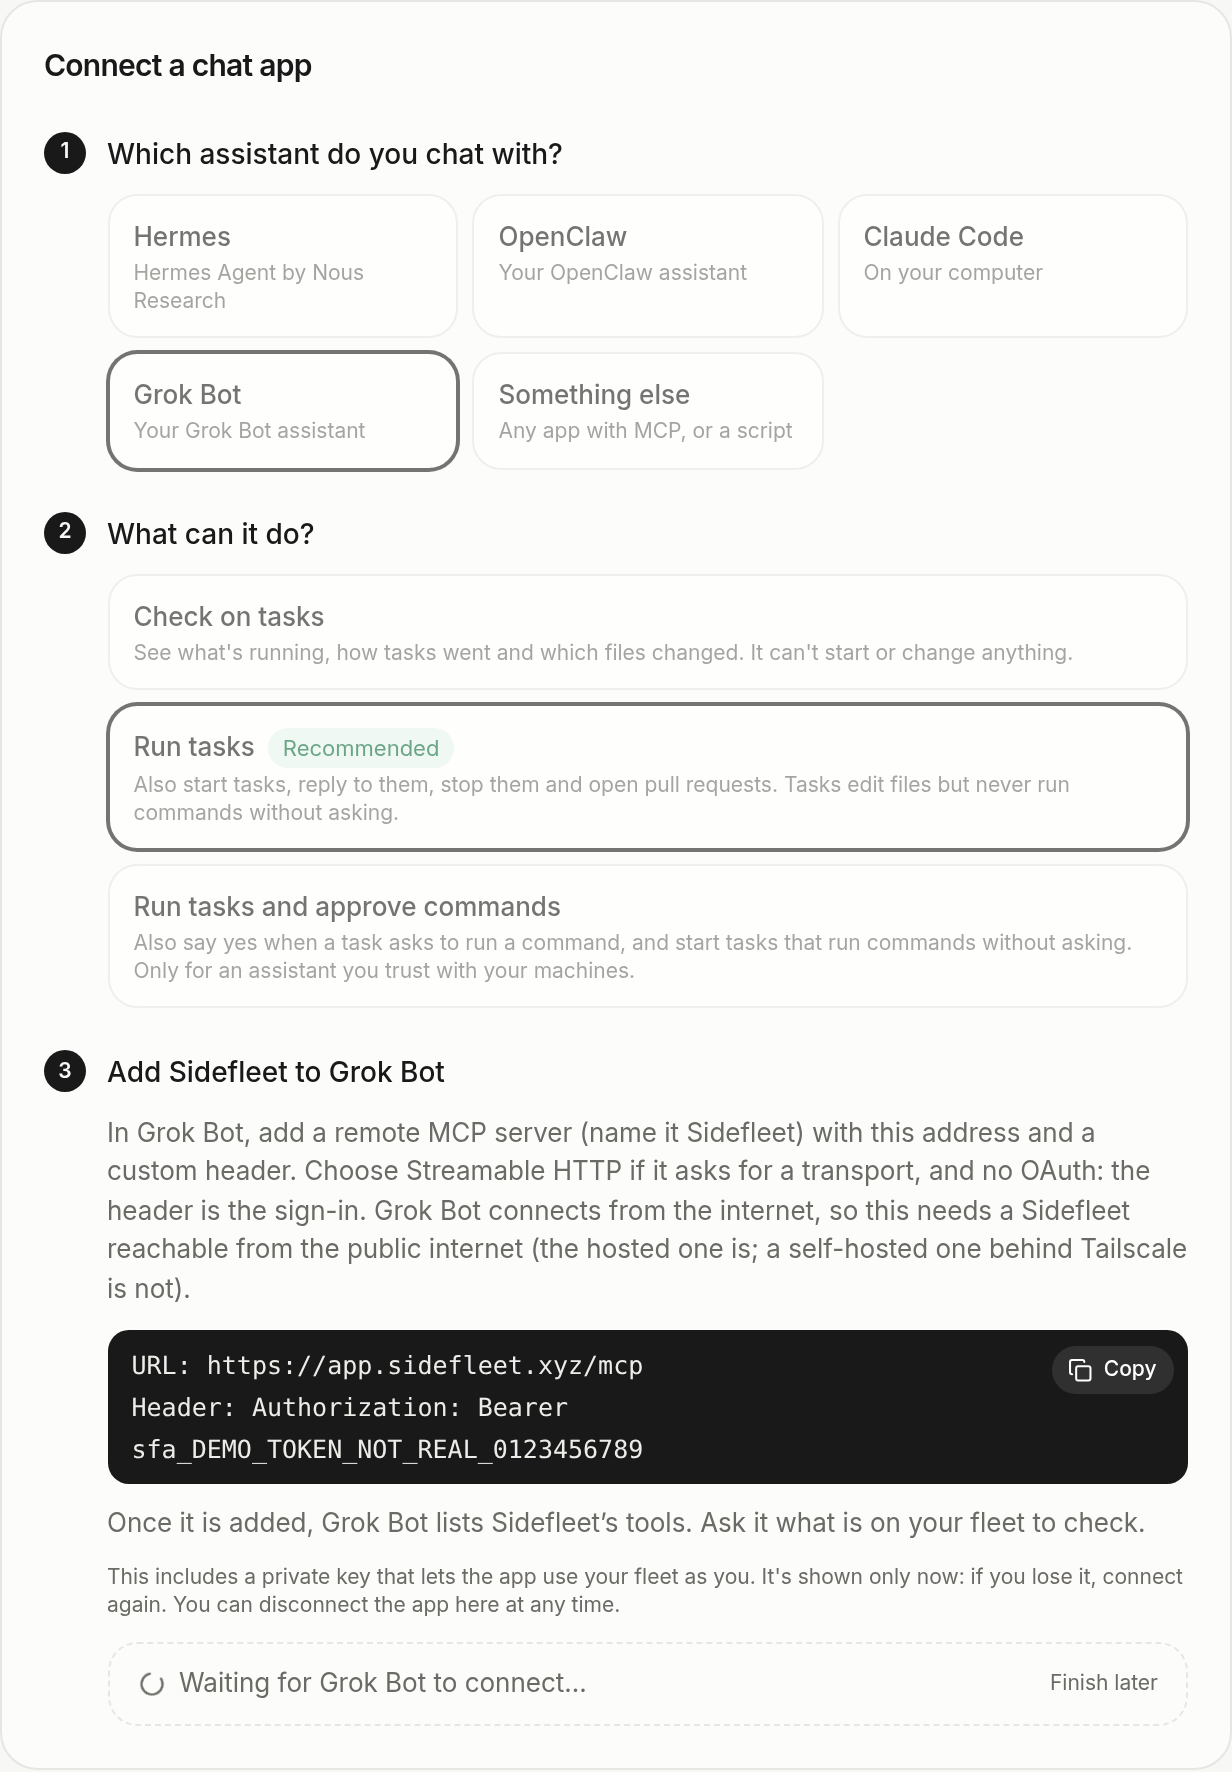 Connect a chat app
1 Which assistant do you chat with?
Hermes
Hermes Agent by Nous
Research
OpenClaw
Your OpenClaw assistant
Claude Code
On your computer
Grok Bot
Your Grok Bot assistant
Something else
Any app with MCP, or a script
2 What can it do?
Check on tasks
See what's running, how tasks went and which files changed. It can't start or change anything.
Run tasks Recommended
Also start tasks, reply to them, stop them and open pull requests. Tasks edit files but never run
commands without asking.
Run tasks and approve commands
Also say yes when a task asks to run a command, and start tasks that run commands without asking.
Only for an assistant you trust with your machines.
3 Add Sidefleet to Grok Bot
In Grok Bot, add a remote MCP server (name it Sidefleet) with this address and a
custom header. Choose Streamable HTTP if it asks for a transport, and no OAuth: the
header is the sign-in. Grok Bot connects from the internet, so this needs a Sidefleet
reachable from the public internet (the hosted one is; a self-hosted one behind Tailscale
is not).
URL: https://app.sidefleet.xyz/mcp
Copy
Header: Authorization: Bearer
sfa_DEMO_TOKEN_NOT_REAL_0123456789
Once it is added, Grok Bot lists Sidefleet’s tools. Ask it what is on your fleet to check.
This includes a private key that lets the app use your fleet as you. It's shown only now: if you lose it, connect
again. You can disconnect the app here at any time.
Waiting for Grok Bot to connect... Finish later